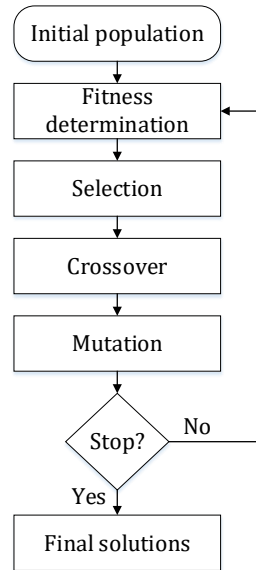 Initial population
Fitness
determination
Selection
Crossover
Mutation
Stop?
No
Yes
Final solutions